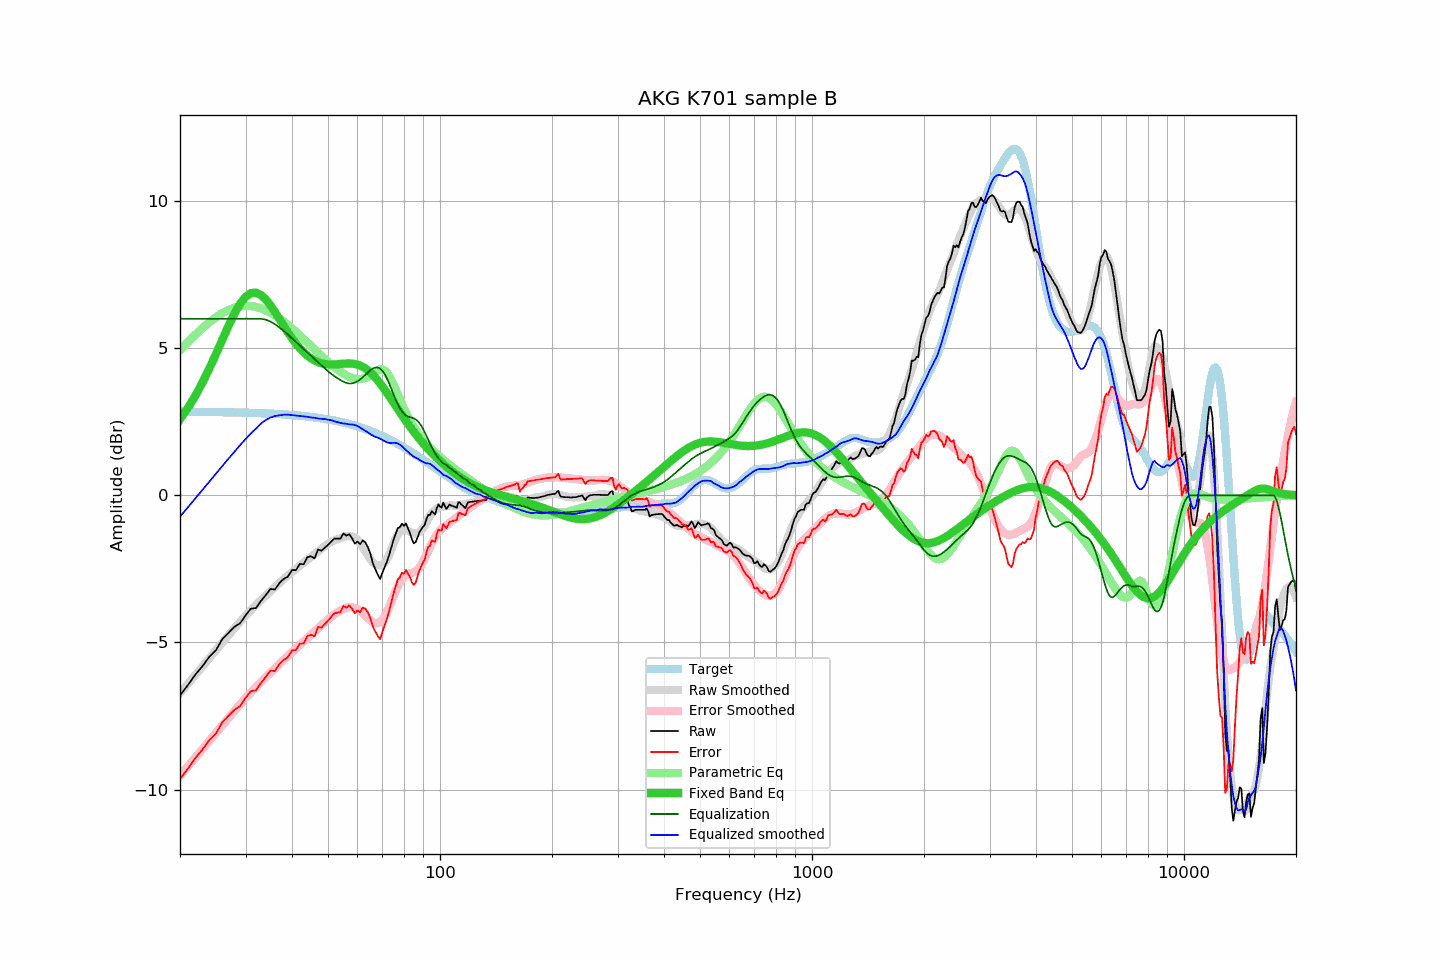 AKG K701 sample B
10
5
0
−5
−10
Amplitude (dBr)
100
1000
10000
Frequency (Hz)
Target
Raw Smoothed
Error Smoothed
Raw
Error
Parametric Eq
Fixed Band Eq
Equalization
Equalized smoothed